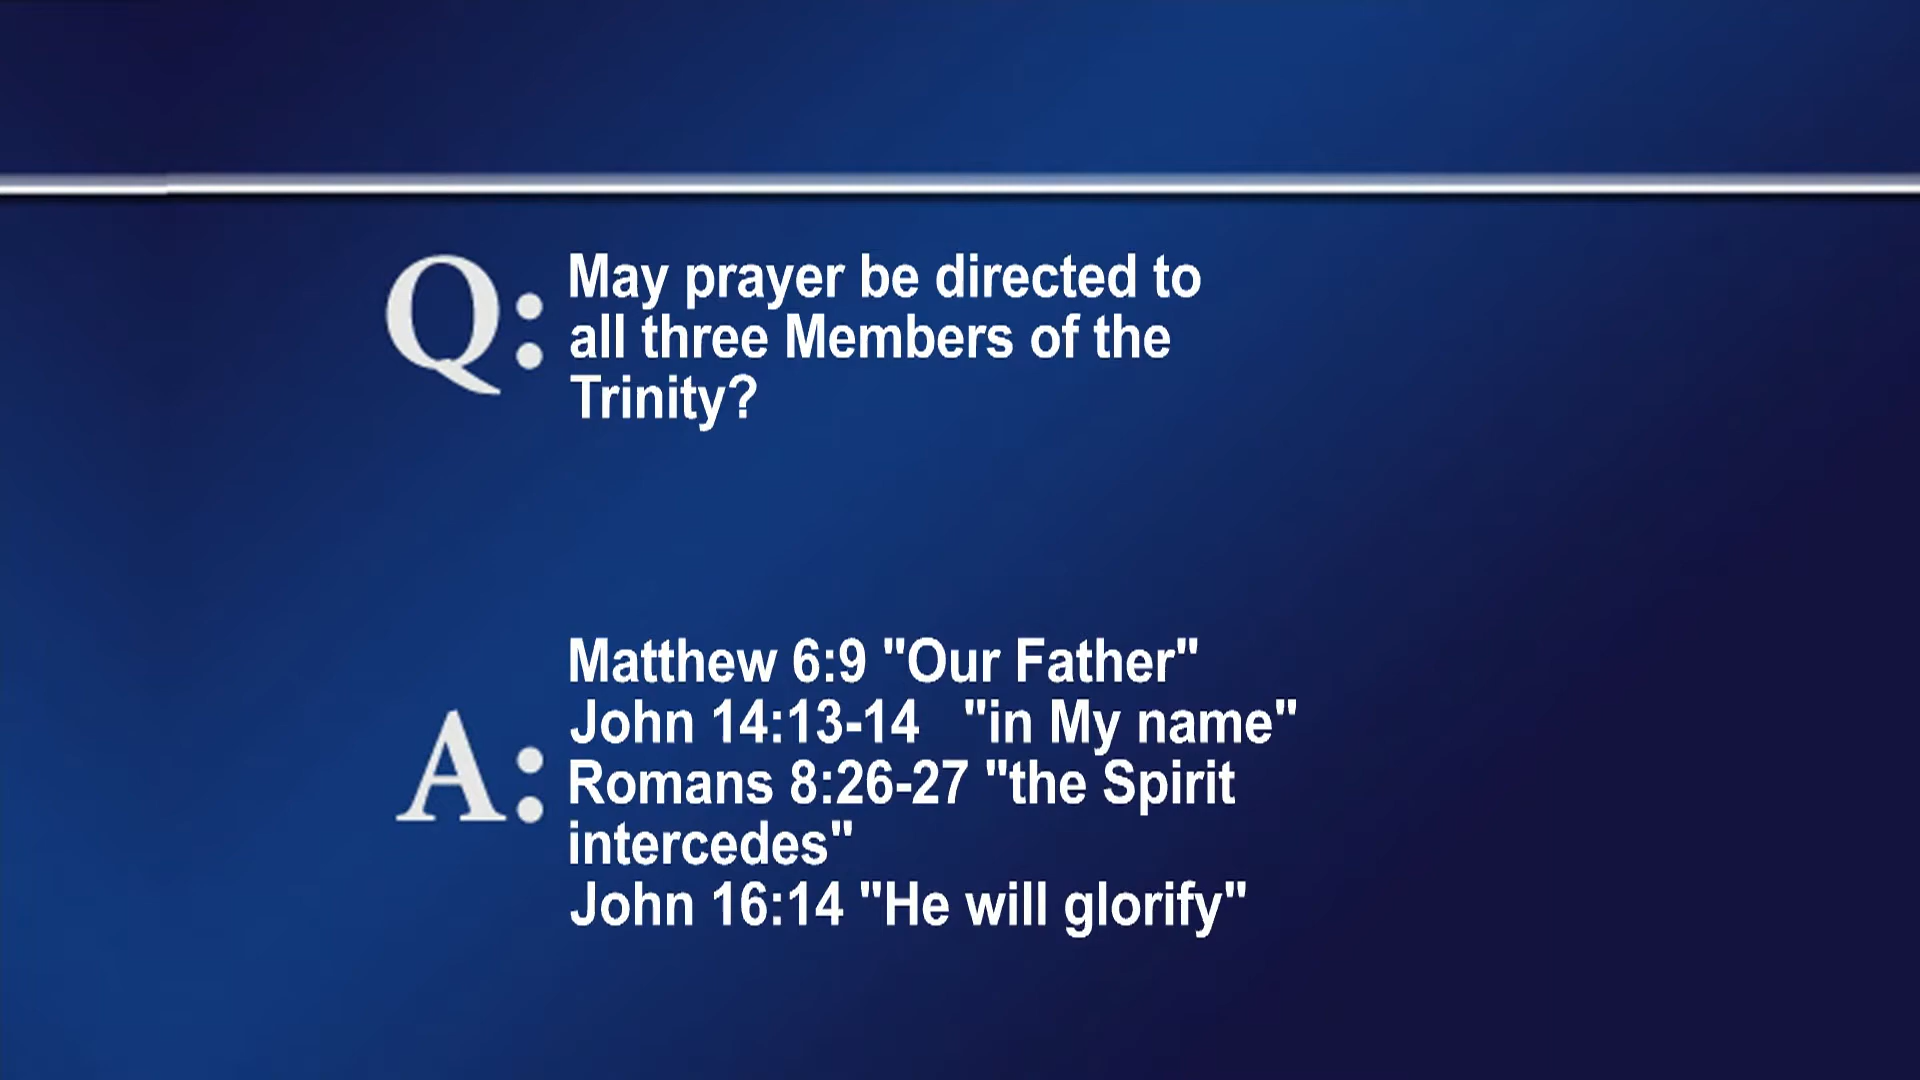 Q: May prayer be directed to
all three Members of the
Trinity?
Matthew 6:9 "Our Father"
John 14:13-14 "in My name"
A: Romans 8:26-27 "the Spirit
intercedes"
John 16:14 "He will glorify"